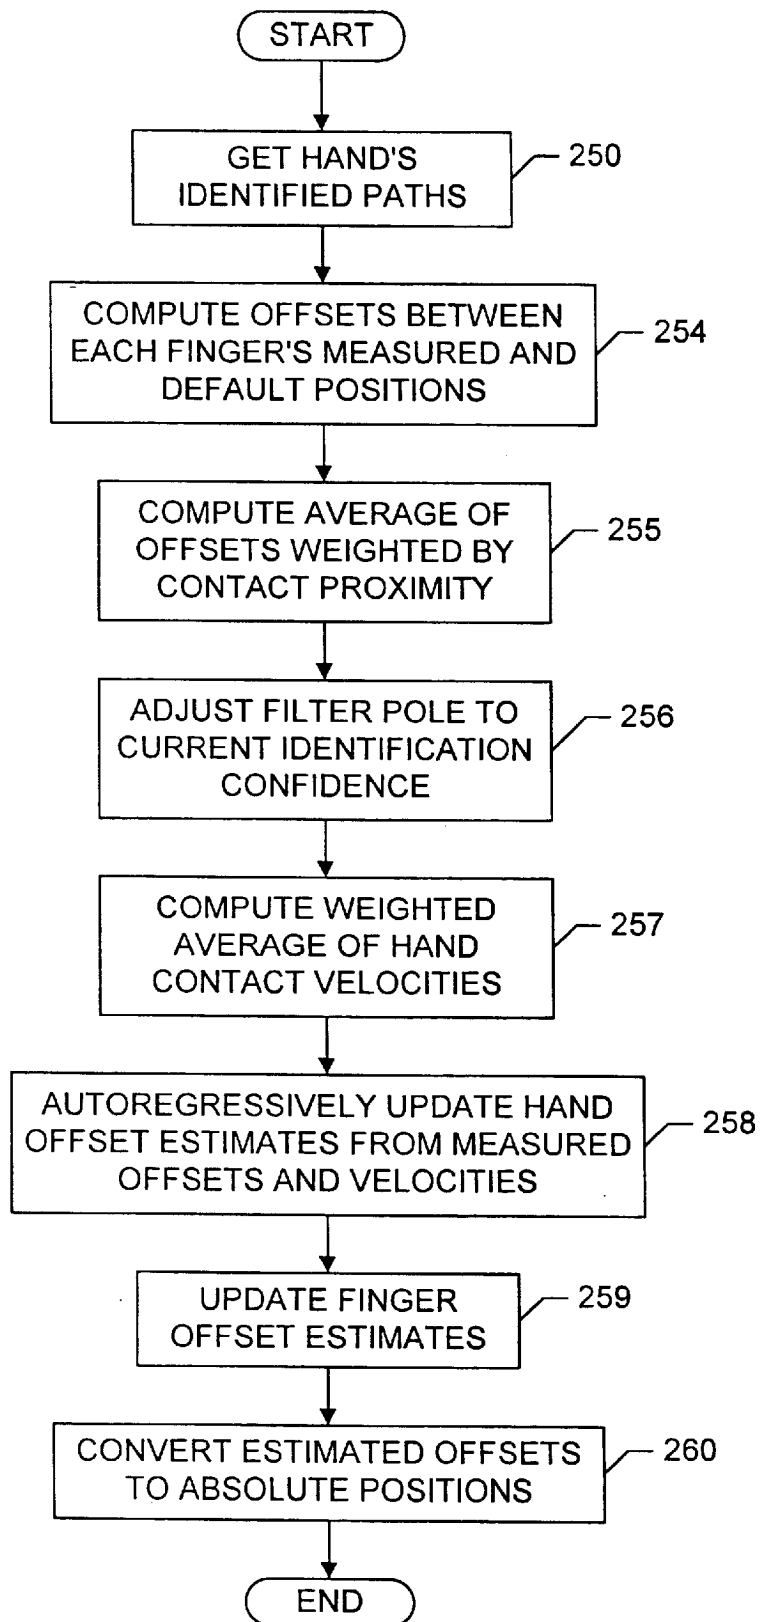 START
GET HAND'S
IDENTIFIED PATHS
250
COMPUTE OFFSETS BETWEEN
EACH FINGER'S MEASURED AND
DEFAULT POSITIONS
254
COMPUTE AVERAGE OF
OFFSETS WEIGHTED BY
CONTACT PROXIMITY
255
ADJUST FILTER POLE TO
CURRENT IDENTIFICATION
CONFIDENCE
256
COMPUTE WEIGHTED
AVERAGE OF HAND
CONTACT VELOCITIES
257
AUTOREGRESSIVELY UPDATE HAND
OFFSET ESTIMATES FROM MEASURED
OFFSETS AND VELOCITIES
258
UPDATE FINGER
OFFSET ESTIMATES
259
CONVERT ESTIMATED OFFSETS
TO ABSOLUTE POSITIONS
260
END